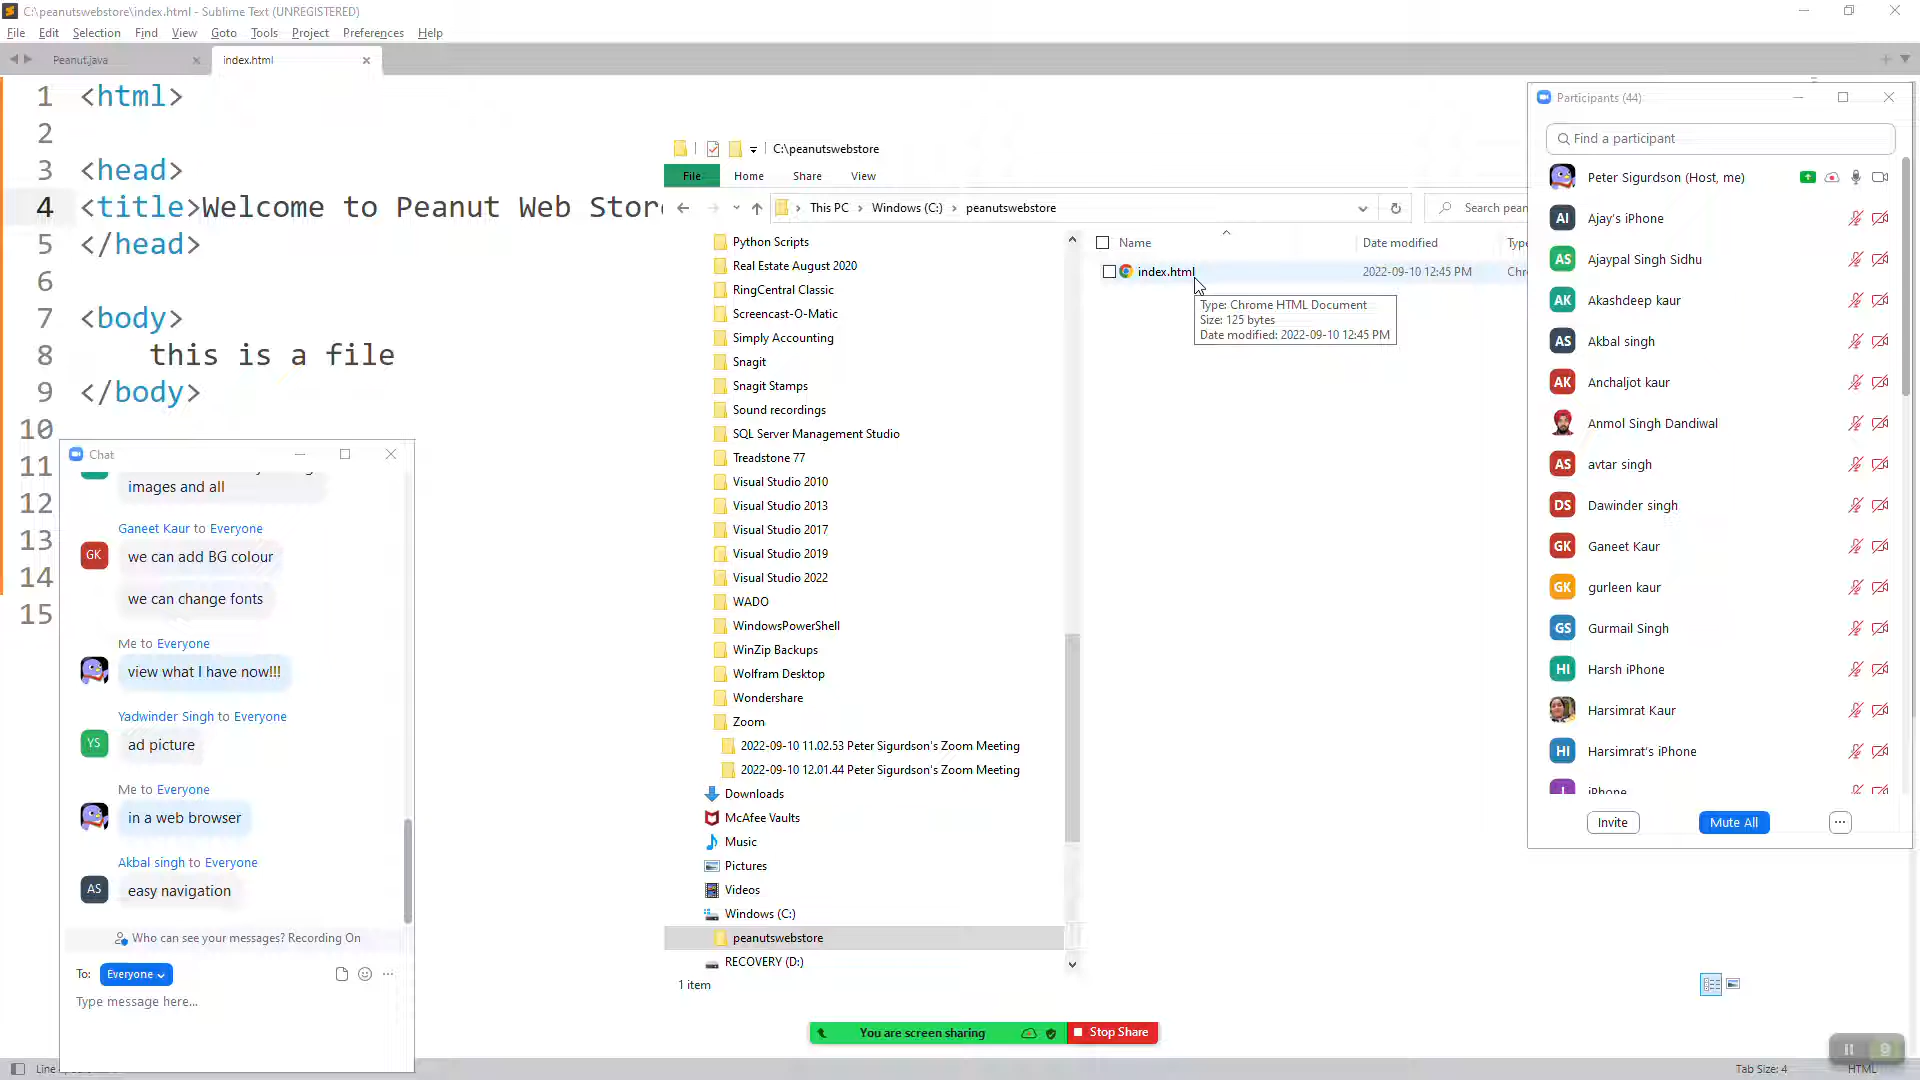 C:\peanutswebstore\index.html - Sublime Text (UNREGISTERED)
File Edit Selection Find View Goto Tools Project Preferences Help
Peanut.java
index.html
1 <html>
2
3 <head>
4 <title>Welcome to Peanut Web Store
5 </head>
6
7 <body>
8 this is a file
9 </body>
10
11
12
13
14
15
Chat
images and all
Ganeet Kaur to Everyone
GK
we can add BG colour
we can change fonts
Me to Everyone
view what I have now!!!
Yadwinder Singh to Everyone
YS
ad picture
Me to Everyone
in a web browser
Akbal singh to Everyone
AS
easy navigation
Who can see your messages? Recording On
To: Everyone
Type message here...
C:\peanutswebstore
File Home Share View
This PC > Windows (C:) > peanutswebstore
Search pean
Python Scripts
Real Estate August 2020
RingCentral Classic
Screencast-O-Matic
Simply Accounting
Snagit
Snagit Stamps
Sound recordings
SQL Server Management Studio
Treadstone 77
Visual Studio 2010
Visual Studio 2013
Visual Studio 2017
Visual Studio 2019
Visual Studio 2022
WADO
WindowsPowerShell
WinZip Backups
Wolfram Desktop
Wondershare
Zoom
2022-09-10 11.02.53 Peter Sigurdson's Zoom Meeting
2022-09-10 12.01.44 Peter Sigurdson's Zoom Meeting
Downloads
McAfee Vaults
Music
Pictures
Videos
Windows (C:)
peanutswebstore
RECOVERY (D:)
1 item
Name Date modified Type
index.html 2022-09-10 12:45 PM Chr
Type: Chrome HTML Document
Size: 125 bytes
Date modified: 2022-09-10 12:45 PM
Participants (44)
Find a participant
Peter Sigurdson (Host, me)
AI Ajay's iPhone
AS Ajaypal Singh Sidhu
AK Akashdeep kaur
AS Akbal singh
AK Anchaljot kaur
Anmol Singh Dandiwal
AS avtar singh
DS Dawinder singh
GK Ganeet Kaur
GK gurleen kaur
GS Gurmail Singh
HI Harsh iPhone
Harsimrat Kaur
HI Harsimrat's iPhone
I iPhone
Invite
Mute All
You are screen sharing
Stop Share
Line
Tab Size: 4
HTML